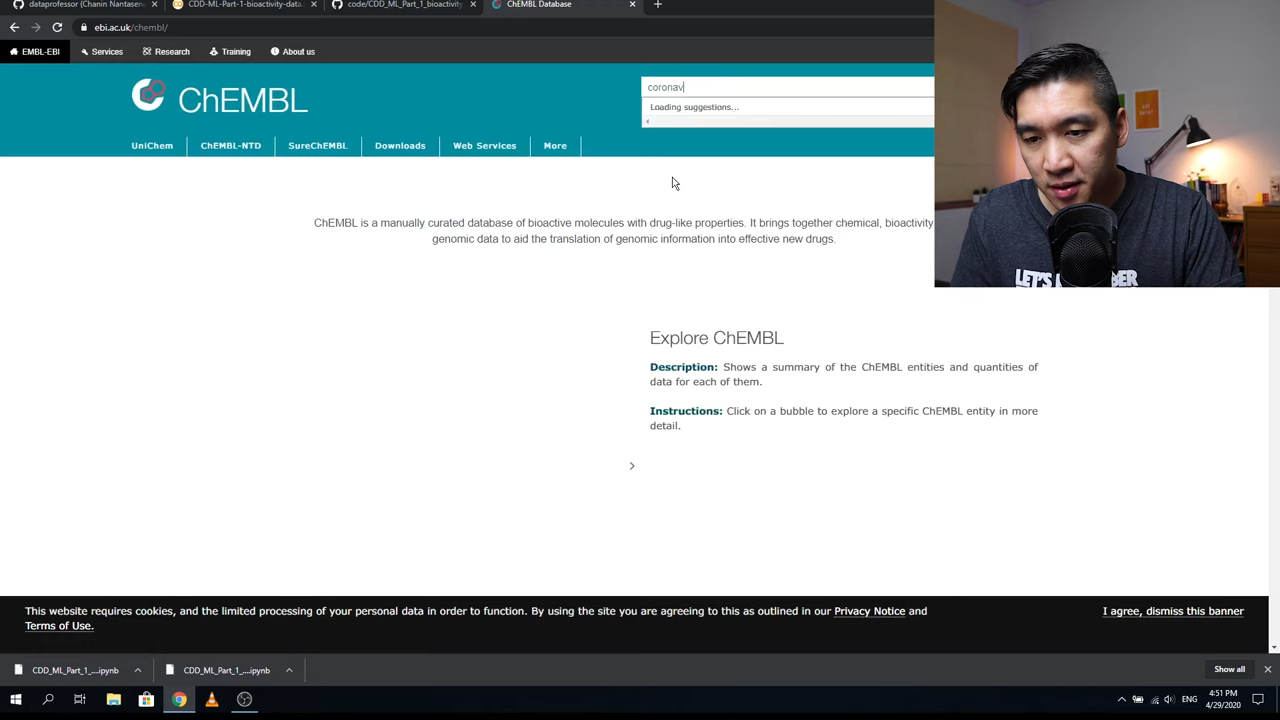 dataprofessor (Chanin Nantasen
CDD-ML-Part-1-bioactivity-data.
code/CDD_ML_Part_1_bioactivity
ChEMBL Database
ebi.ac.uk/chembl/
EMBL-EBI
Services
Research
Training
About us
ChEMBL
coronav
Loading suggestions...
UniChem
ChEMBL-NTD
SureChEMBL
Downloads
Web Services
More
ChEMBL is a manually curated database of bioactive molecules with drug-like properties. It brings together chemical, bioactivity
genomic data to aid the translation of genomic information into effective new drugs.
LET'S
BER
Explore ChEMBL
Description: Shows a summary of the ChEMBL entities and quantities of
data for each of them.
Instructions: Click on a bubble to explore a specific ChEMBL entity in more
detail.
This website requires cookies, and the limited processing of your personal data in order to function. By using the site you are agreeing to this as outlined in our Privacy Notice and
Terms of Use.
I agree, dismiss this banner
CDD_ML_Part_1_....ipynb
CDD_ML_Part_1_....ipynb
Show all
ENG
4:51 PM
4/29/2020